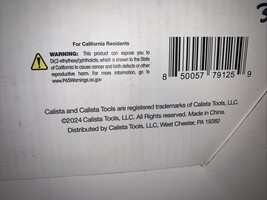 For California Residents
WARNING: This product can expose you to
Di(2-ethylhexyl)phthalate, which is known to the State
of California to cause cancer and birth defects or other
reproductive harm. For more information, go to
www.P65Warnings.ca.gov
8 50057 79125 9
Calista and Calista Tools are registered trademarks of Calista Tools, LLC.
©2024 Calista Tools, LLC. All Rights reserved. Made in China.
Distributed by Calista Tools, LLC, West Chester, PA 19382